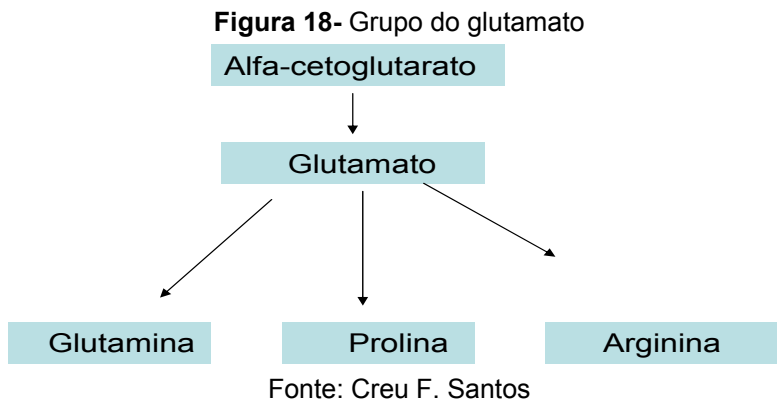 Figura 18- Grupo do glutamato
Alfa-cetoglutarato
Glutamato
Glutamina Prolina Arginina
Fonte: Creu F. Santos